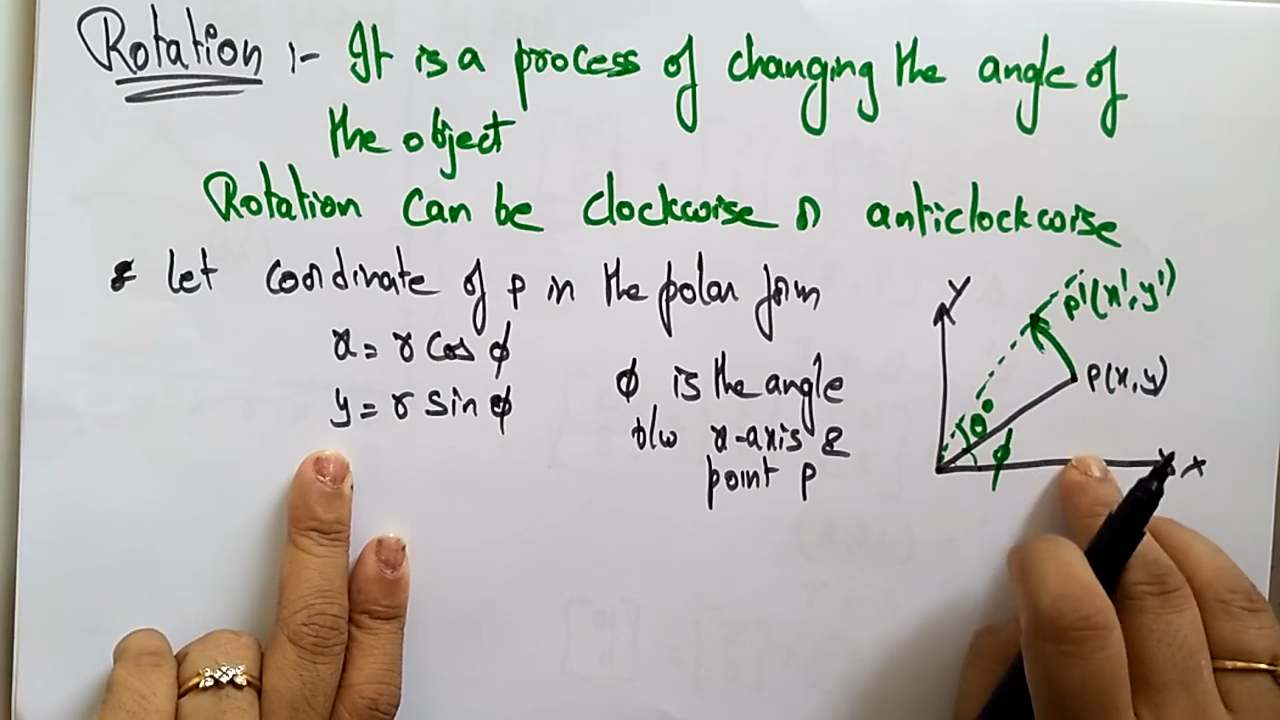 Rotation :- It is a process of changing the angle of
the object
Rotation can be clockwise or anticlockwise
* let coordinate of P in the polar form
x = r cos ϕ
y = r sin ϕ
ϕ is the angle
b/w x-axis &
point P
Y
P'(x', y')
P(x, y)
θ
ϕ
X